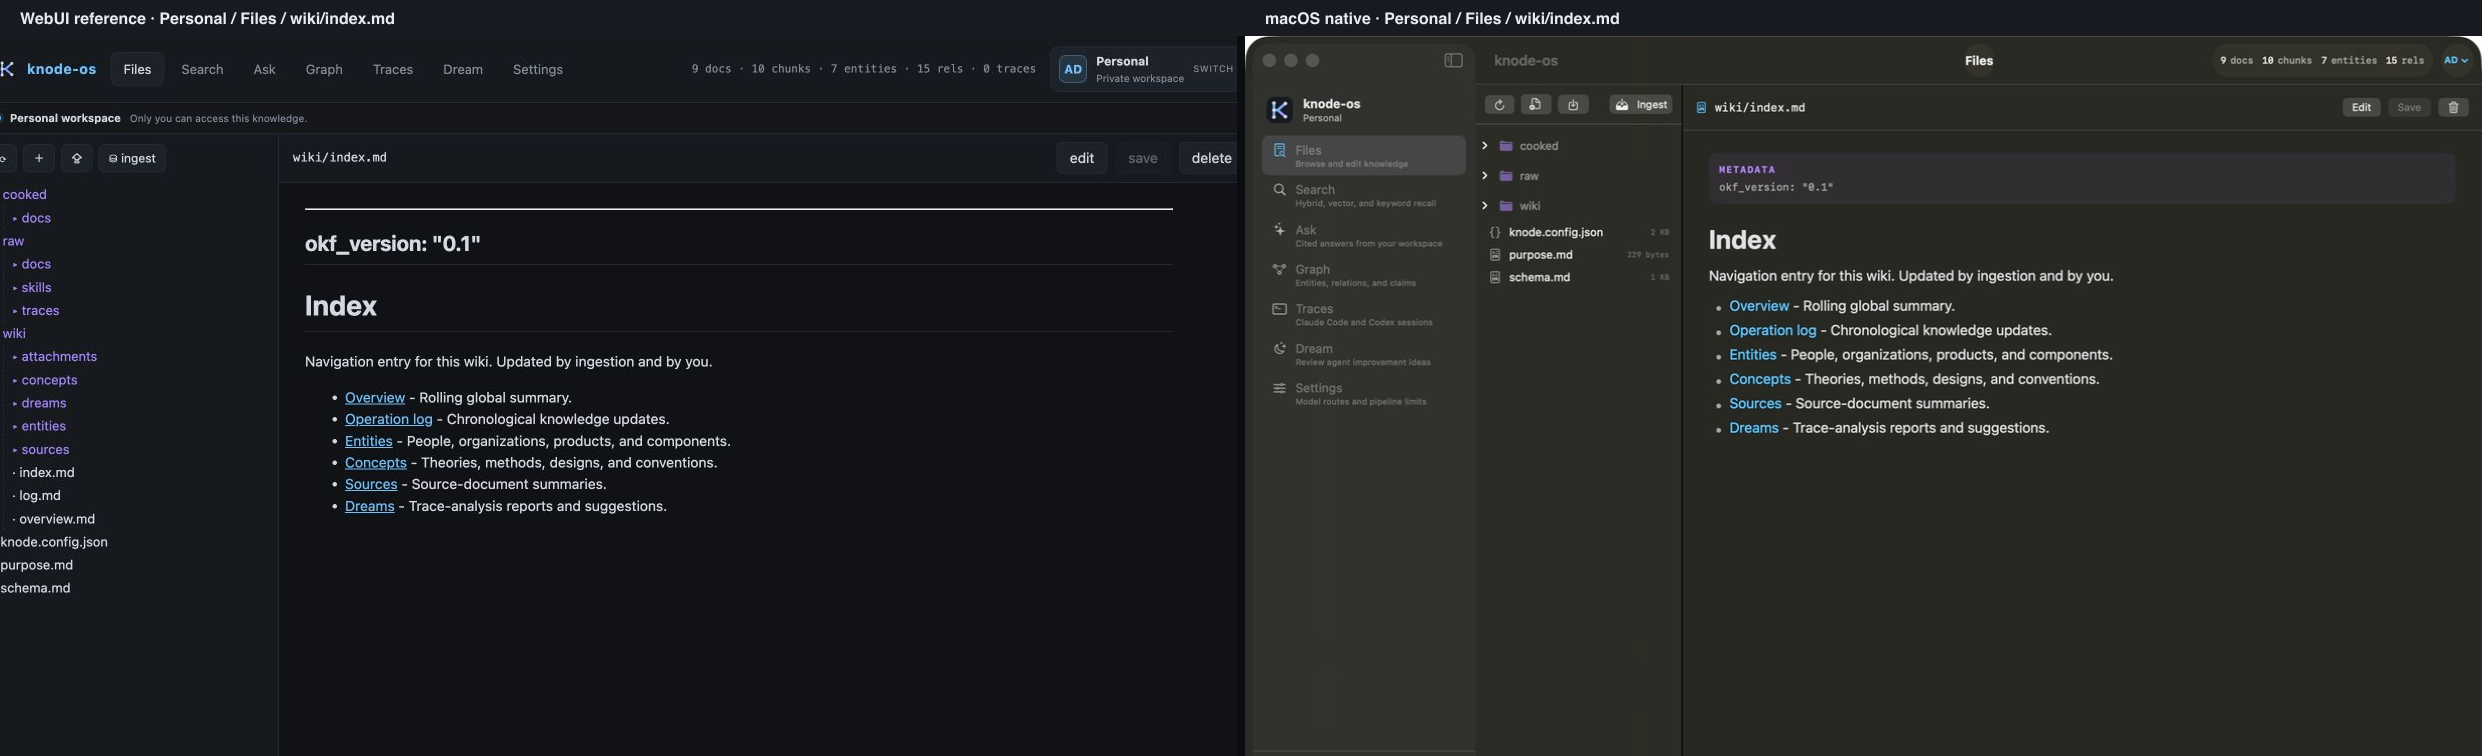 WebUI reference · Personal / Files / wiki/index.md
knode-os
Files
Search
Ask
Graph
Traces
Dream
Settings
9 docs · 10 chunks · 7 entities · 15 rels · 0 traces
AD
Personal
Private workspace
SWITCH
Personal workspace
Only you can access this knowledge.
+
ingest
cooked
docs
raw
docs
skills
traces
wiki
attachments
concepts
dreams
entities
sources
· index.md
· log.md
· overview.md
knode.config.json
purpose.md
schema.md
wiki/index.md
edit
save
delete
okf_version: "0.1"
Index
Navigation entry for this wiki. Updated by ingestion and by you.
• Overview - Rolling global summary.
• Operation log - Chronological knowledge updates.
• Entities - People, organizations, products, and components.
• Concepts - Theories, methods, designs, and conventions.
• Sources - Source-document summaries.
• Dreams - Trace-analysis reports and suggestions.
macOS native · Personal / Files / wiki/index.md
knode-os
Personal
Files
Browse and edit knowledge
Search
Hybrid, vector, and keyword recall
Ask
Cited answers from your workspace
Graph
Entities, relations, and claims
Traces
Claude Code and Codex sessions
Dream
Review agent improvement ideas
Settings
Model routes and pipeline limits
knode-os
Files
9 docs 10 chunks 7 entities 15 rels
AD
Ingest
cooked
raw
wiki
{} knode.config.json 2 KB
purpose.md 229 bytes
schema.md 1 KB
wiki/index.md
Edit
Save
METADATA
okf_version: "0.1"
Index
Navigation entry for this wiki. Updated by ingestion and by you.
• Overview - Rolling global summary.
• Operation log - Chronological knowledge updates.
• Entities - People, organizations, products, and components.
• Concepts - Theories, methods, designs, and conventions.
• Sources - Source-document summaries.
• Dreams - Trace-analysis reports and suggestions.